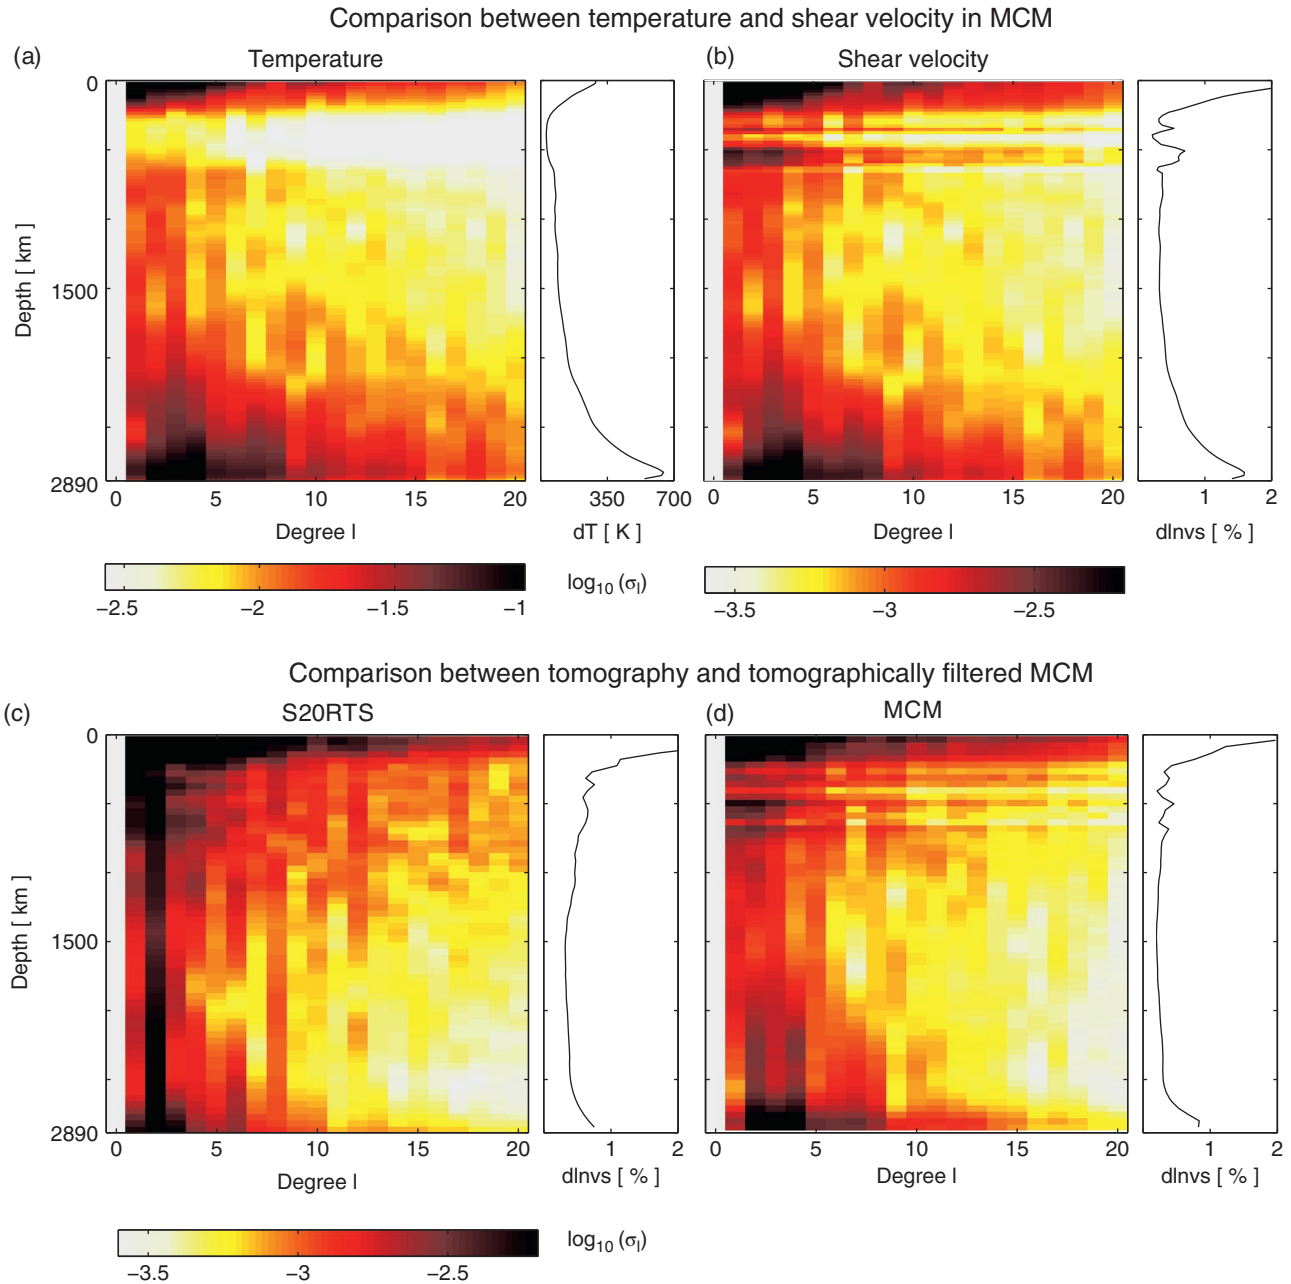 Comparison between temperature and shear velocity in MCM
(a)
Temperature
(b)
Shear velocity
0
1500
2890
Depth [ km ]
0 5 10 15 20
Degree l
350 700
dT [ K ]
0 5 10 15 20
Degree l
1 2
dlnvs [ % ]
−2.5 −2 −1.5 −1
log10 (σl)
−3.5 −3 −2.5
Comparison between tomography and tomographically filtered MCM
(c)
S20RTS
(d)
MCM
0
1500
2890
Depth [ km ]
0 5 10 15 20
Degree l
1 2
dlnvs [ % ]
0 5 10 15 20
Degree l
1 2
dlnvs [ % ]
−3.5 −3 −2.5
log10 (σl)